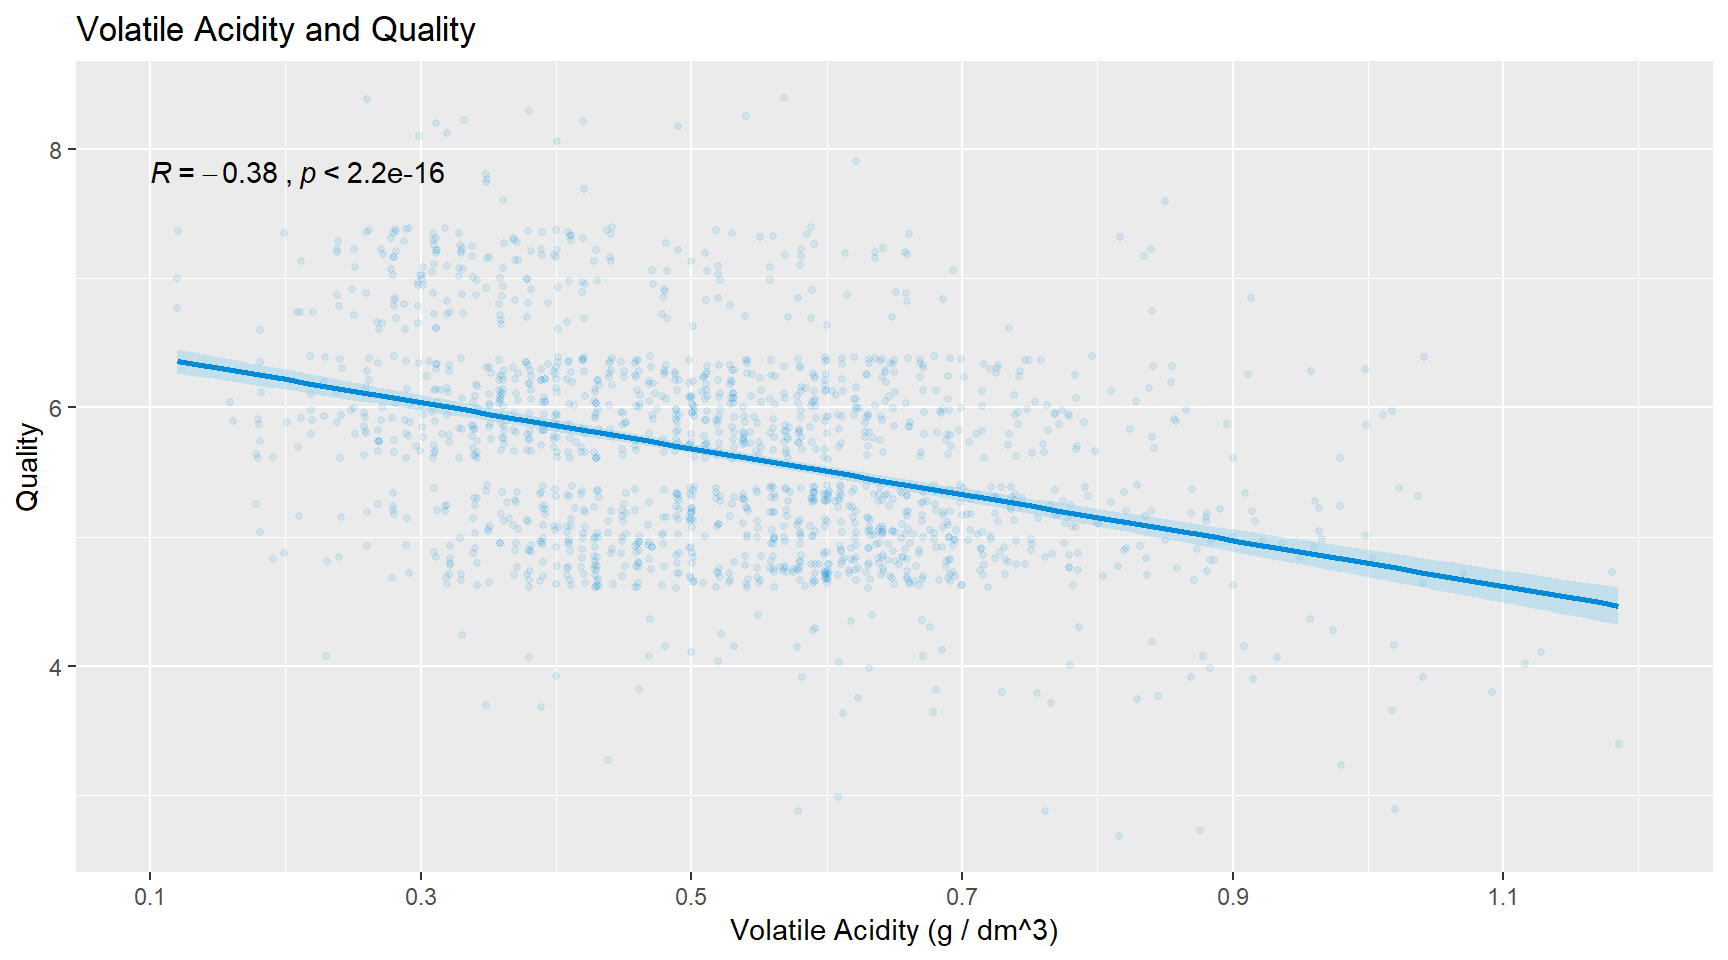 Volatile Acidity and Quality
R = −0.38 , p < 2.2e-16
8
6
4
Quality
0.1 0.3 0.5 0.7 0.9 1.1
Volatile Acidity (g / dm^3)